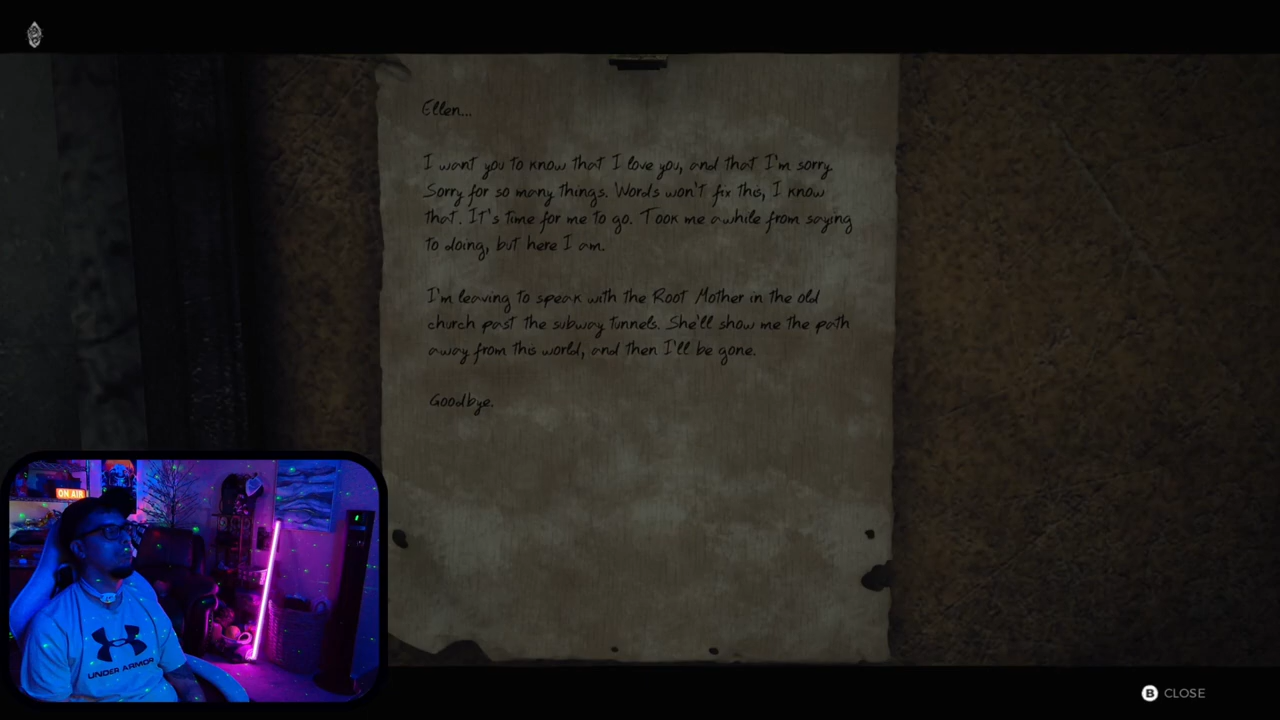 Ellen...
I want you to know that I love you, and that I'm sorry.
Sorry for so many things. Words won't fix this, I know
that. It's time for me to go. Took me awhile from saying
to doing, but here I am.
I'm leaving to speak with the Root Mother in the old
church past the subway tunnels. She'll show me the path
away from this world, and then I'll be gone.
Goodbye.
ON AIR
UNDER ARMOUR
B CLOSE